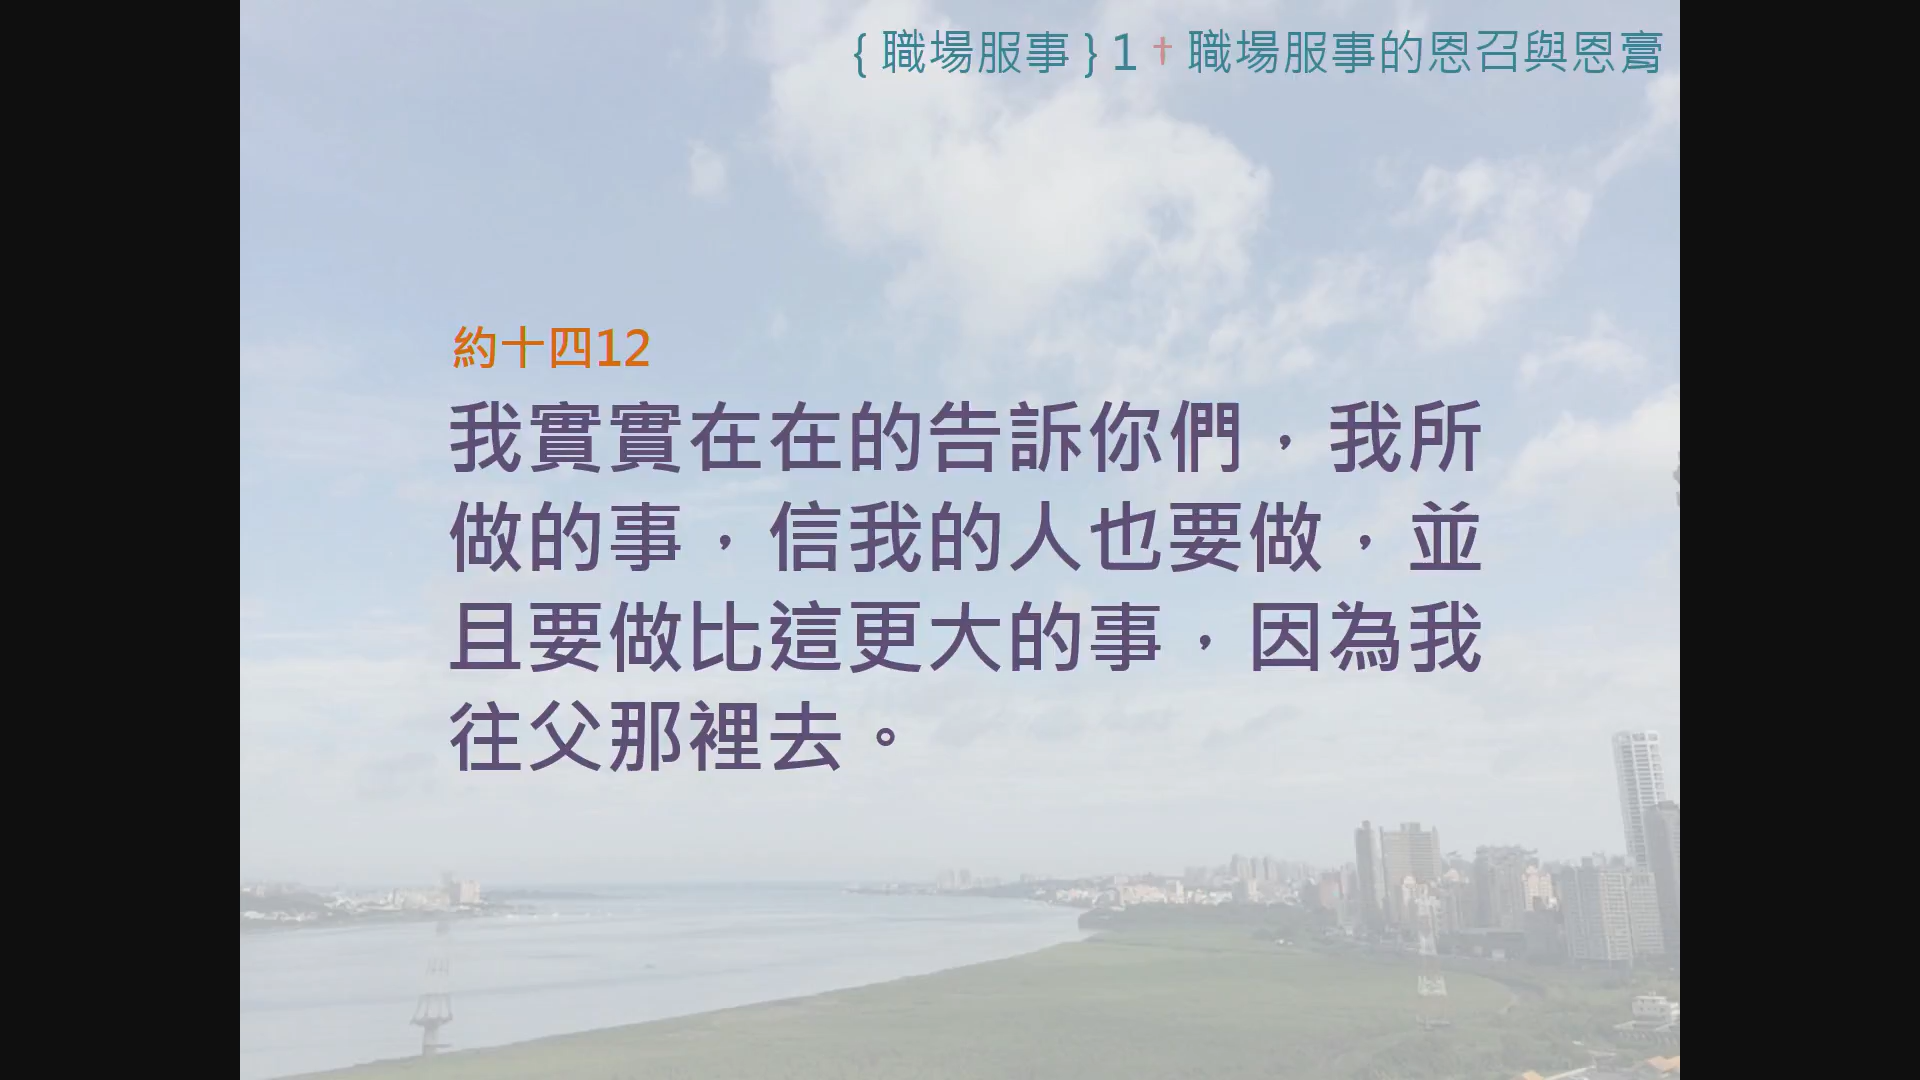 { 職場服事 } 1 † 職場服事的恩召與恩膏
約十四12
我實實在在的告訴你們，我所
做的事，信我的人也要做，並
且要做比這更大的事，因為我
往父那裡去。